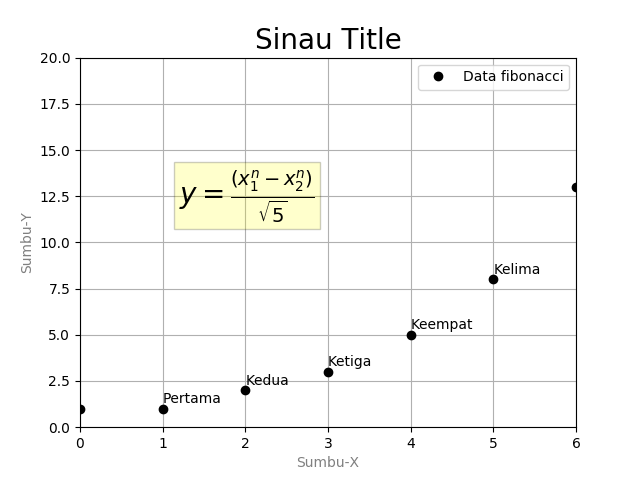 Sinau Title
20.0
Data fibonacci
17.5
15.0
y = \frac{(x_1^n - x_2^n)}{\sqrt{5}}
12.5
10.0
Sumbu-Y
Kelima
7.5
Keempat
5.0
Ketiga
Kedua
2.5
Pertama
0.0
0 1 2 3 4 5 6
Sumbu-X